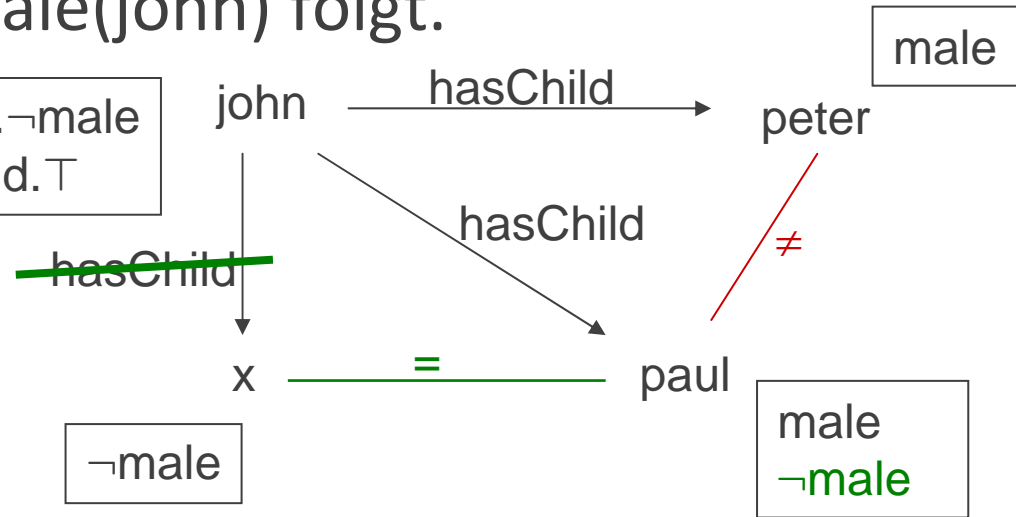 ale(john) folgt.
male
john
hasChild
peter
.¬male
d.⊤
hasChild
≠
hasChild
x
=
paul
¬male
male
¬male